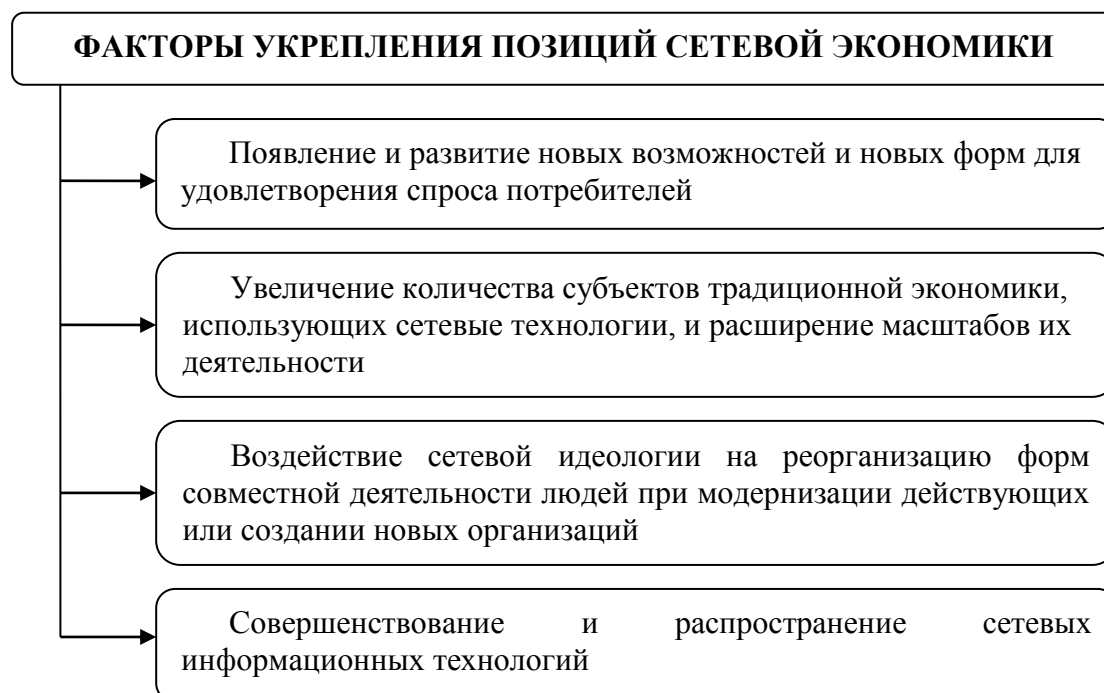 ФАКТОРЫ УКРЕПЛЕНИЯ ПОЗИЦИЙ СЕТЕВОЙ ЭКОНОМИКИ
Появление и развитие новых возможностей и новых форм для
удовлетворения спроса потребителей
Увеличение количества субъектов традиционной экономики,
использующих сетевые технологии, и расширение масштабов их
деятельности
Воздействие сетевой идеологии на реорганизацию форм
совместной деятельности людей при модернизации действующих
или создании новых организаций
Совершенствование и распространение сетевых
информационных технологий